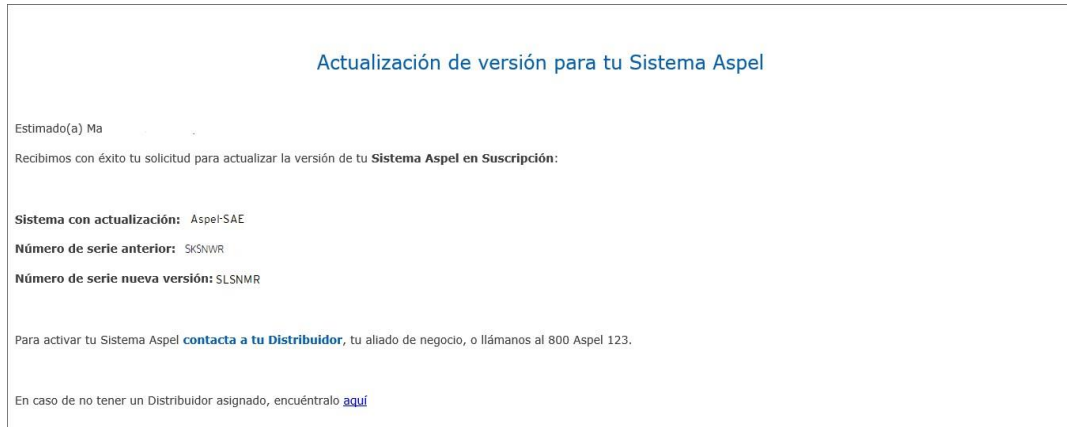 Actualización de versión para tu Sistema Aspel
Estimado(a) Ma
Recibimos con éxito tu solicitud para actualizar la versión de tu Sistema Aspel en Suscripción:
Sistema con actualización: Aspel-SAE
Número de serie anterior: SKSNWR
Número de serie nueva versión: SLSNMR
Para activar tu Sistema Aspel contacta a tu Distribuidor, tu aliado de negocio, o llámanos al 800 Aspel 123.
En caso de no tener un Distribuidor asignado, encuéntralo aquí